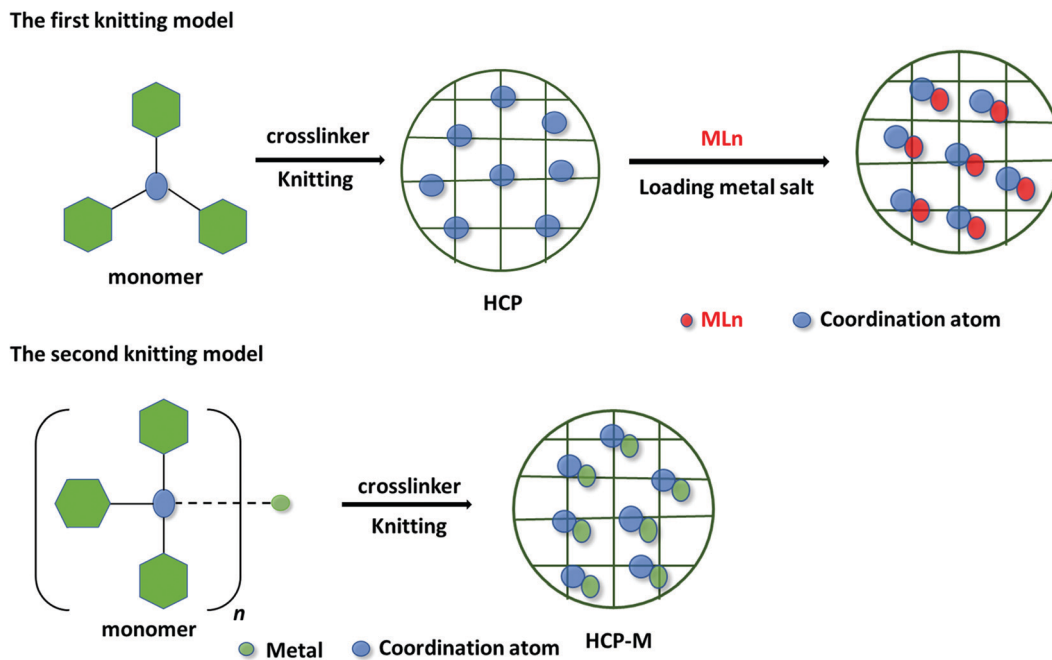 The first knitting model
crosslinker
Knitting
MLn
Loading metal salt
monomer
HCP
MLn
Coordination atom
The second knitting model
crosslinker
Knitting
n
monomer
HCP-M
Metal
Coordination atom